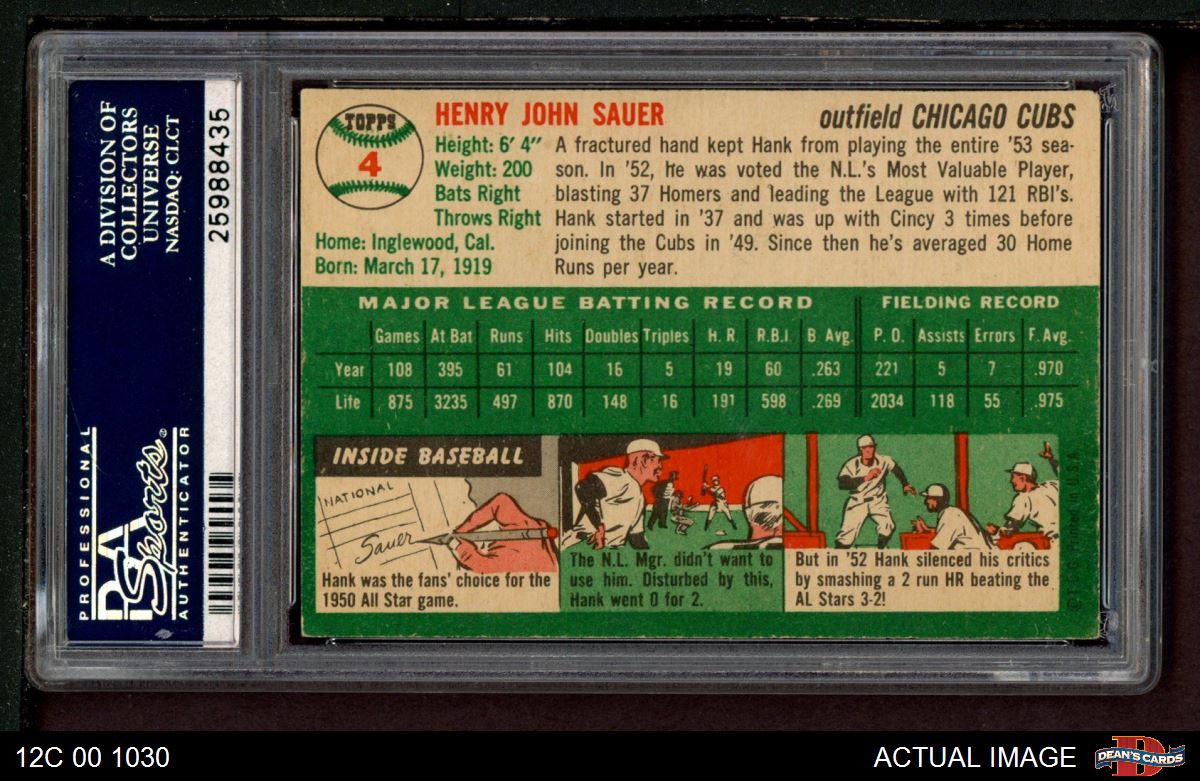 A DIVISION OF
COLLECTORS
UNIVERSE
NASDAQ: CLCT
25988435
PROFESSIONAL
PSA
Sports
AUTHENTICATOR
TOPPS
4
HENRY JOHN SAUER
outfield CHICAGO CUBS
Height: 6' 4"
Weight: 200
Bats Right
Throws Right
Home: Inglewood, Cal.
Born: March 17, 1919
A fractured hand kept Hank from playing the entire '53 sea-
son. In '52, he was voted the N.L.'s Most Valuable Player,
blasting 37 Homers and leading the League with 121 RBI's.
Hank started in '37 and was up with Cincy 3 times before
joining the Cubs in '49. Since then he's averaged 30 Home
Runs per year.
MAJOR LEAGUE BATTING RECORD FIELDING RECORD
Games At Bat Runs Hits Doubles Triples H. R. R.B.I. B Avg. P. O. Assists Errors F. Avg.
Year 108 395 61 104 16 5 19 60 .263 221 5 7 .970
Life 875 3235 497 870 148 16 191 598 .269 2034 118 55 .975
INSIDE BASEBALL
NATIONAL
Sauer
Hank was the fans' choice for the
1950 All Star game.
The N.L. Mgr. didn't want to
use him. Disturbed by this,
Hank went 0 for 2.
But in '52 Hank silenced his critics
by smashing a 2 run HR beating the
AL Stars 3-2!
© T.C.G. Printed in U.S.A.
12C 00 1030
ACTUAL IMAGE
DEAN'S CARDS